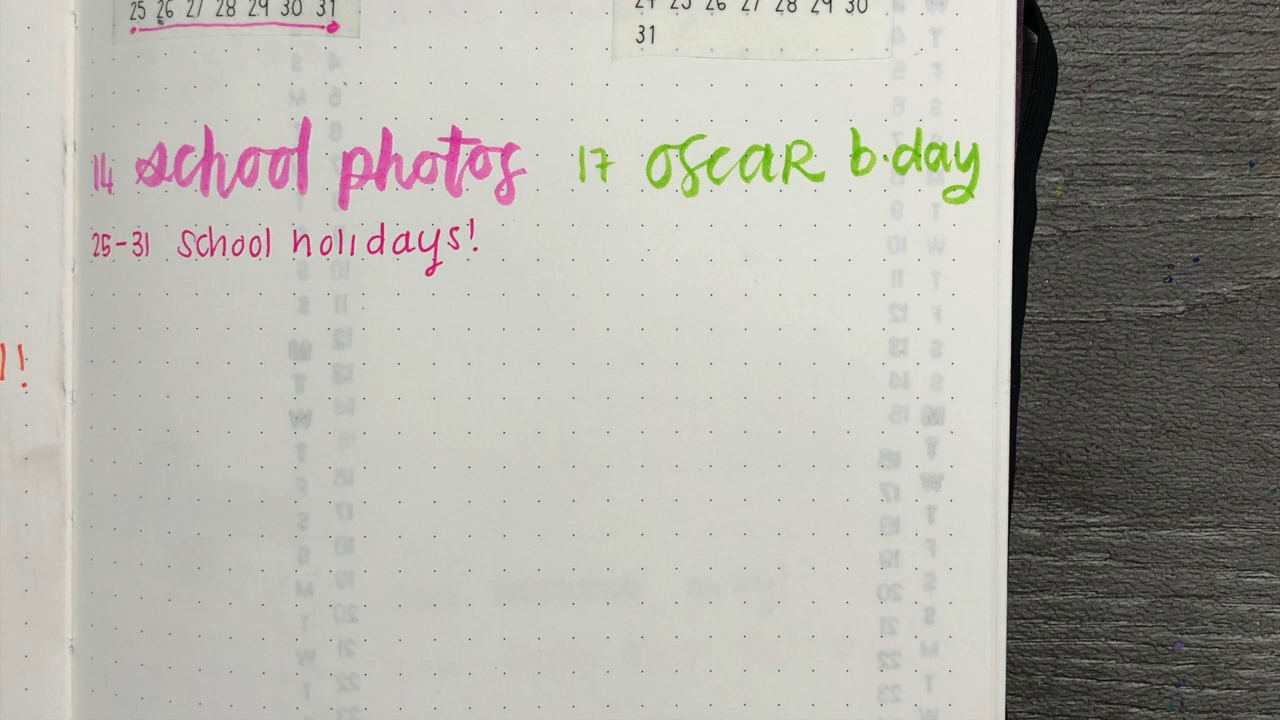 25 26 27 28 29 30 31
24 25 26 27 28 29 30
31
14 school photos
25-31 school holidays!
17 oscar b.day